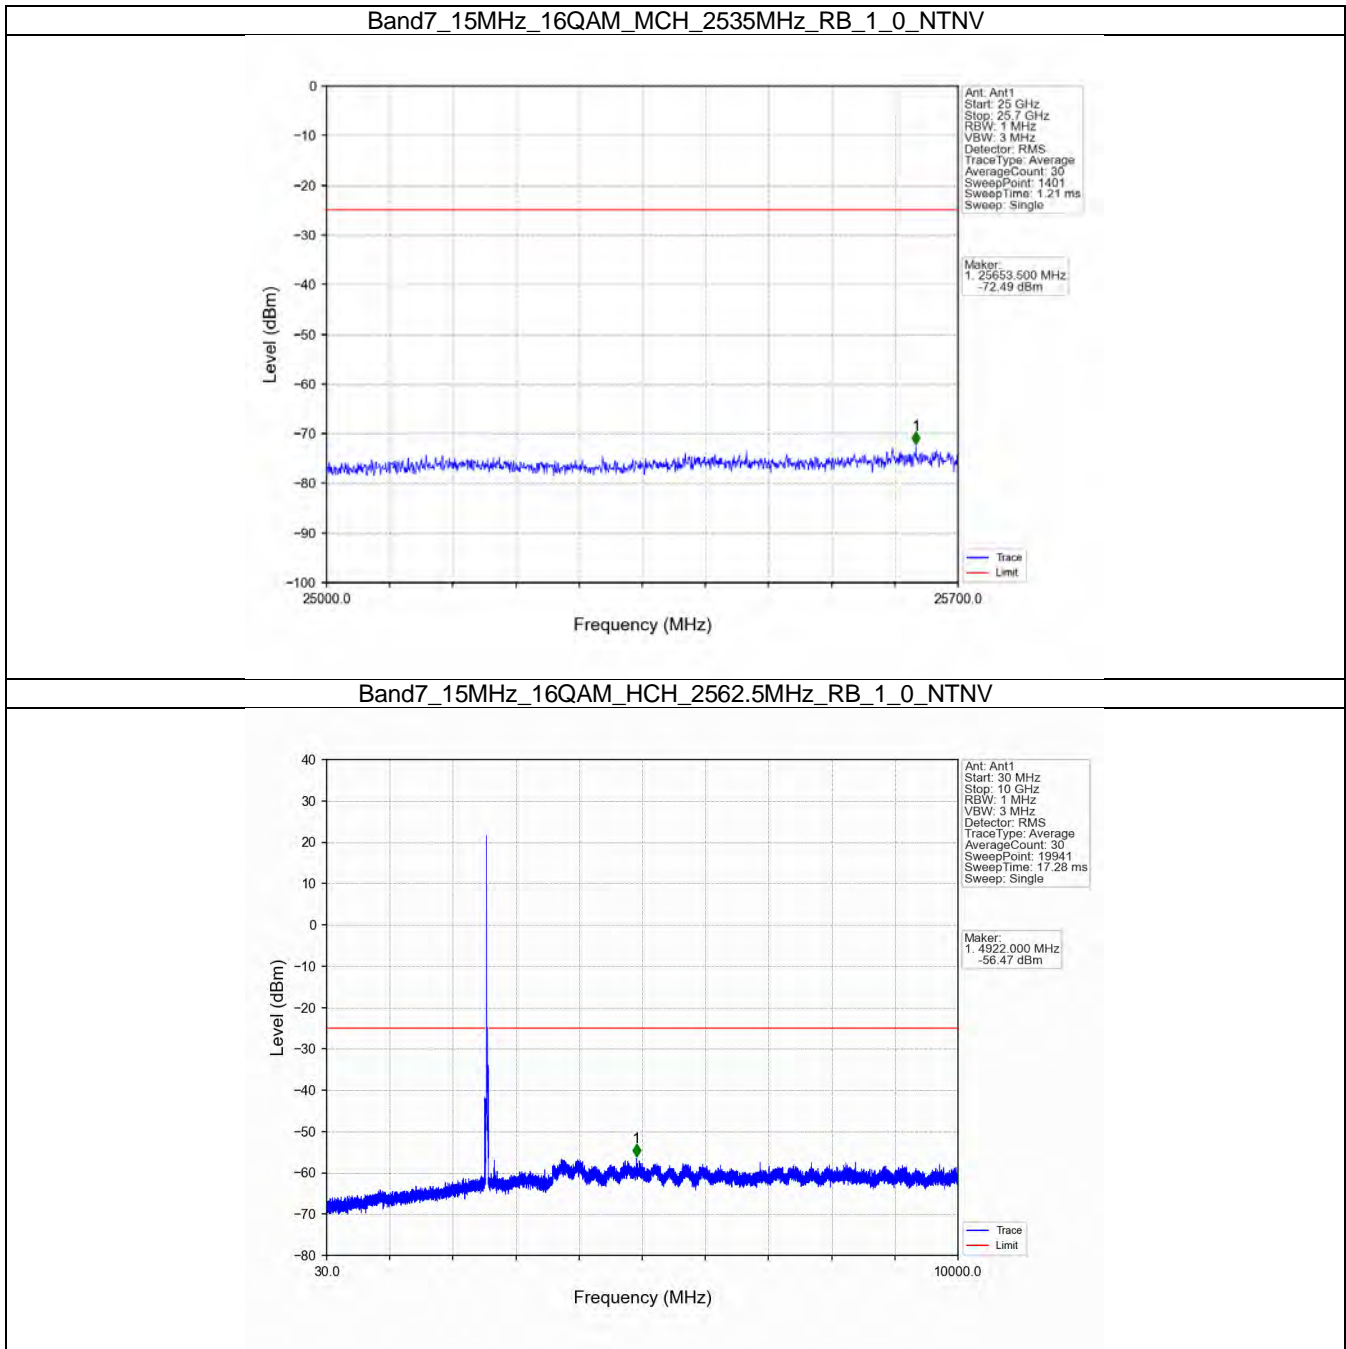 Band7_15MHz_16QAM_MCH_2535MHz_RB_1_0_NTNV
0
−10
−20
−30
−40
−50
−60
−70
−80
−90
−100
Level (dBm)
1
25000.0
25700.0
Frequency (MHz)
Ant: Ant1
Start: 25 GHz
Stop: 25.7 GHz
RBW: 1 MHz
VBW: 3 MHz
Detector: RMS
TraceType: Average
AverageCount: 30
SweepPoint: 1401
SweepTime: 1.21 ms
Sweep: Single
Maker:
1. 25653.500 MHz
-72.49 dBm
Trace
Limit
Band7_15MHz_16QAM_HCH_2562.5MHz_RB_1_0_NTNV
40
30
20
10
0
−10
−20
−30
−40
−50
−60
−70
−80
Level (dBm)
1
30.0
10000.0
Frequency (MHz)
Ant: Ant1
Start: 30 MHz
Stop: 10 GHz
RBW: 1 MHz
VBW: 3 MHz
Detector: RMS
TraceType: Average
AverageCount: 30
SweepPoint: 19941
SweepTime: 17.28 ms
Sweep: Single
Maker:
1. 4922.000 MHz
-56.47 dBm
Trace
Limit